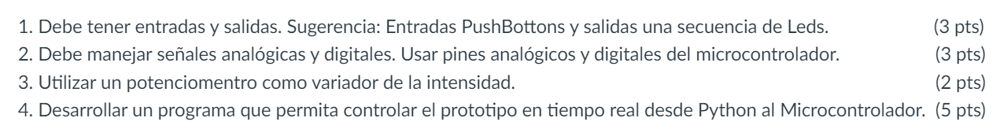 1. Debe tener entradas y salidas. Sugerencia: Entradas PushBottons y salidas una secuencia de Leds. (3 pts)
2. Debe manejar señales analógicas y digitales. Usar pines analógicos y digitales del microcontrolador. (3 pts)
3. Utilizar un potenciomentro como variador de la intensidad. (2 pts)
4. Desarrollar un programa que permita controlar el prototipo en tiempo real desde Python al Microcontrolador. (5 pts)